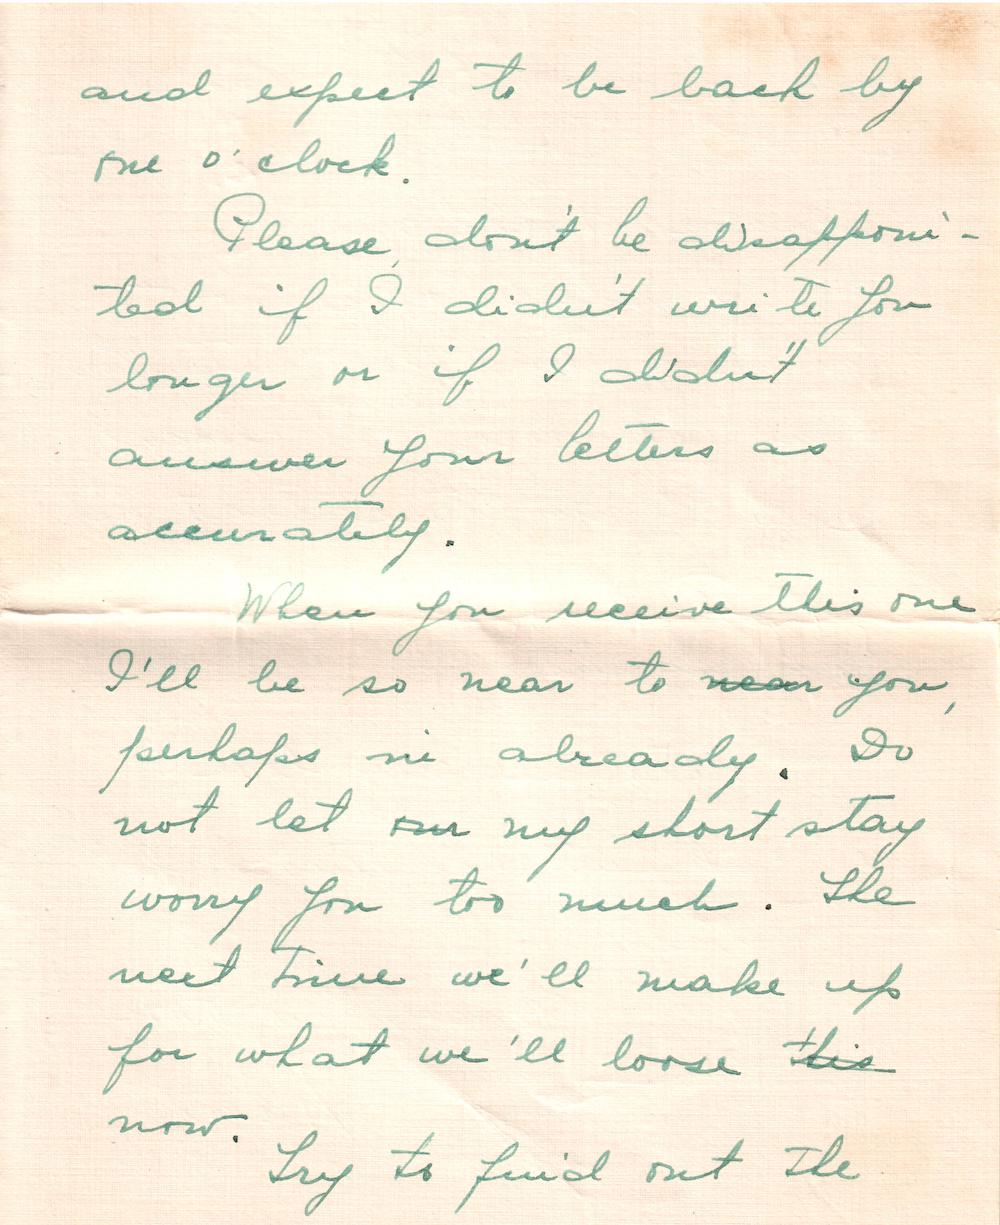 and expect to be back by
one o'clock.
Please, don't be disappoin-
ted if I didn't write you
longer or if I didn't
answer your letters as
accurately.
When you receive this one
I'll be so near to near you,
perhaps in already. Do
not let our my short stay
worry you too much. The
next time we'll make up
for what we'll loose this
now.
Try to find out the